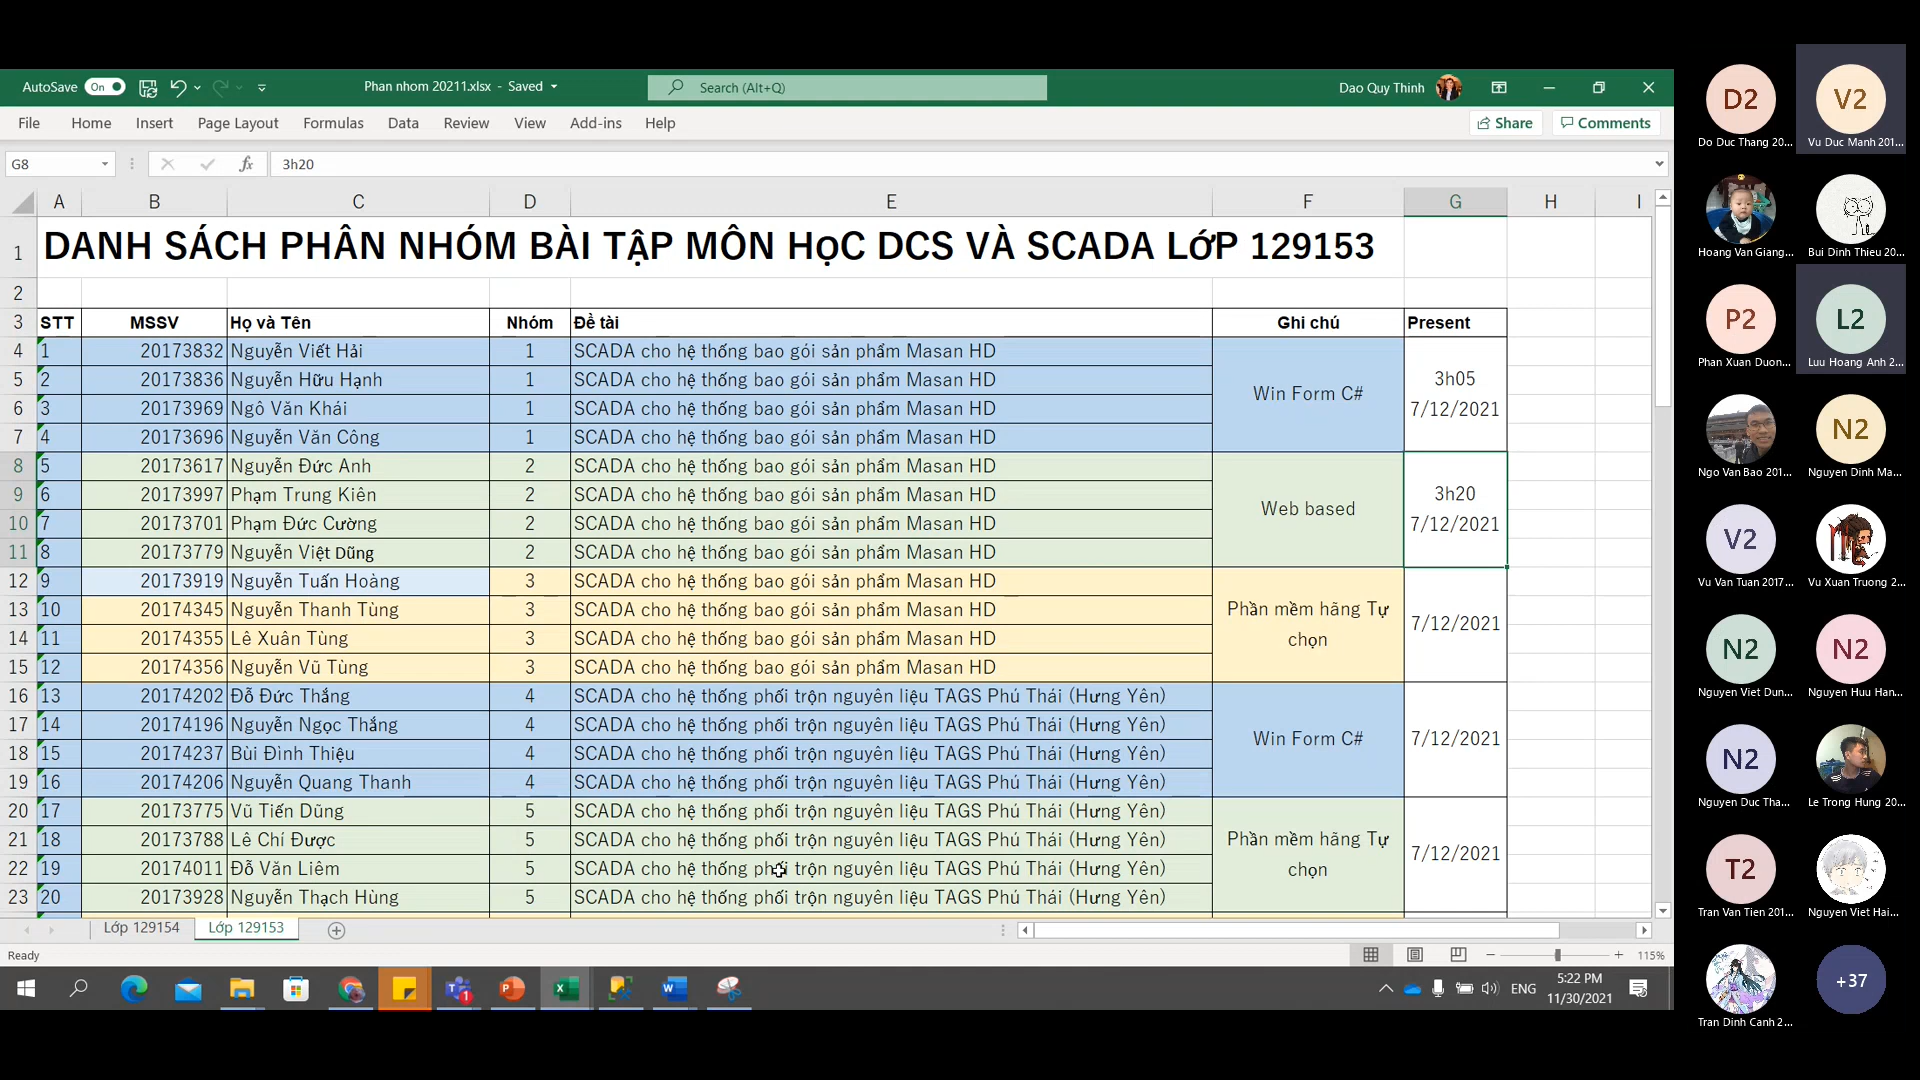 AutoSave On Phan nhom 20211.xlsx - Saved Search (Alt+Q) Dao Quy Thinh
File Home Insert Page Layout Formulas Data Review View Add-ins Help Share Comments
G8 fx 3h20
A B C D E F G H I
1 DANH SÁCH PHÂN NHÓM BÀI TẬP MÔN HỌC DCS VÀ SCADA LỚP 129153
2
3 STT MSSV Họ và Tên Nhóm Đề tài Ghi chú Present
4 1 20173832 Nguyễn Viết Hải 1 SCADA cho hệ thống bao gói sản phẩm Masan HD
5 2 20173836 Nguyễn Hữu Hạnh 1 SCADA cho hệ thống bao gói sản phẩm Masan HD
6 3 20173969 Ngô Văn Khái 1 SCADA cho hệ thống bao gói sản phẩm Masan HD
7 4 20173696 Nguyễn Văn Công 1 SCADA cho hệ thống bao gói sản phẩm Masan HD
Win Form C#
3h05
7/12/2021
8 5 20173617 Nguyễn Đức Anh 2 SCADA cho hệ thống bao gói sản phẩm Masan HD
9 6 20173997 Phạm Trung Kiên 2 SCADA cho hệ thống bao gói sản phẩm Masan HD
10 7 20173701 Phạm Đức Cường 2 SCADA cho hệ thống bao gói sản phẩm Masan HD
11 8 20173779 Nguyễn Việt Dũng 2 SCADA cho hệ thống bao gói sản phẩm Masan HD
Web based
3h20
7/12/2021
12 9 20173919 Nguyễn Tuấn Hoàng 3 SCADA cho hệ thống bao gói sản phẩm Masan HD
13 10 20174345 Nguyễn Thanh Tùng 3 SCADA cho hệ thống bao gói sản phẩm Masan HD
14 11 20174355 Lê Xuân Tùng 3 SCADA cho hệ thống bao gói sản phẩm Masan HD
15 12 20174356 Nguyễn Vũ Tùng 3 SCADA cho hệ thống bao gói sản phẩm Masan HD
Phần mềm hãng Tự
chọn
7/12/2021
16 13 20174202 Đỗ Đức Thắng 4 SCADA cho hệ thống phối trộn nguyên liệu TAGS Phú Thái (Hưng Yên)
17 14 20174196 Nguyễn Ngọc Thắng 4 SCADA cho hệ thống phối trộn nguyên liệu TAGS Phú Thái (Hưng Yên)
18 15 20174237 Bùi Đình Thiệu 4 SCADA cho hệ thống phối trộn nguyên liệu TAGS Phú Thái (Hưng Yên)
19 16 20174206 Nguyễn Quang Thanh 4 SCADA cho hệ thống phối trộn nguyên liệu TAGS Phú Thái (Hưng Yên)
Win Form C#
7/12/2021
20 17 20173775 Vũ Tiến Dũng 5 SCADA cho hệ thống phối trộn nguyên liệu TAGS Phú Thái (Hưng Yên)
21 18 20173788 Lê Chí Được 5 SCADA cho hệ thống phối trộn nguyên liệu TAGS Phú Thái (Hưng Yên)
22 19 20174011 Đỗ Văn Liêm 5 SCADA cho hệ thống phối trộn nguyên liệu TAGS Phú Thái (Hưng Yên)
23 20 20173928 Nguyễn Thạch Hùng 5 SCADA cho hệ thống phối trộn nguyên liệu TAGS Phú Thái (Hưng Yên)
Phần mềm hãng Tự
chọn
7/12/2021
Lớp 129154 Lớp 129153
Ready 115%
ENG 5:22 PM
11/30/2021
D2 V2
Do Duc Thang 20... Vu Duc Manh 201...
Hoang Van Giang... Bui Dinh Thieu 20...
P2 L2
Phan Xuan Duon... Luu Hoang Anh 2...
N2
Ngo Van Bao 201... Nguyen Dinh Ma...
V2
Vu Van Tuan 2017... Vu Xuan Truong 2...
N2 N2
Nguyen Viet Dun... Nguyen Huu Han...
N2
Nguyen Duc Tha... Le Trong Hung 20...
T2
Tran Van Tien 201... Nguyen Viet Hai...
+37
Tran Dinh Canh 2...